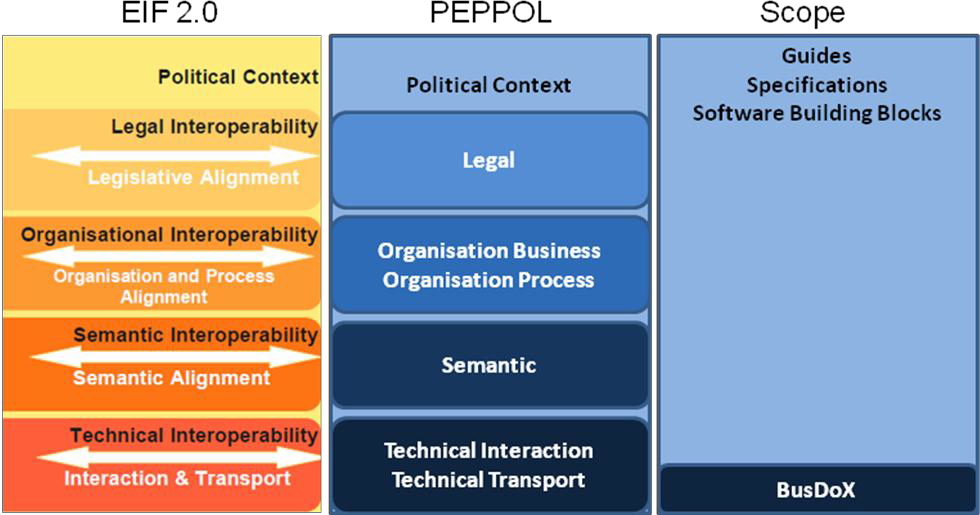 EIF 2.0
PEPPOL
Scope
Political Context
Legal Interoperability
Legislative Alignment
Organisational Interoperability
Organisation and Process
Alignment
Semantic Interoperability
Semantic Alignment
Technical Interoperability
Interaction & Transport
Political Context
Legal
Organisation Business
Organisation Process
Semantic
Technical Interaction
Technical Transport
Guides
Specifications
Software Building Blocks
BusDoX